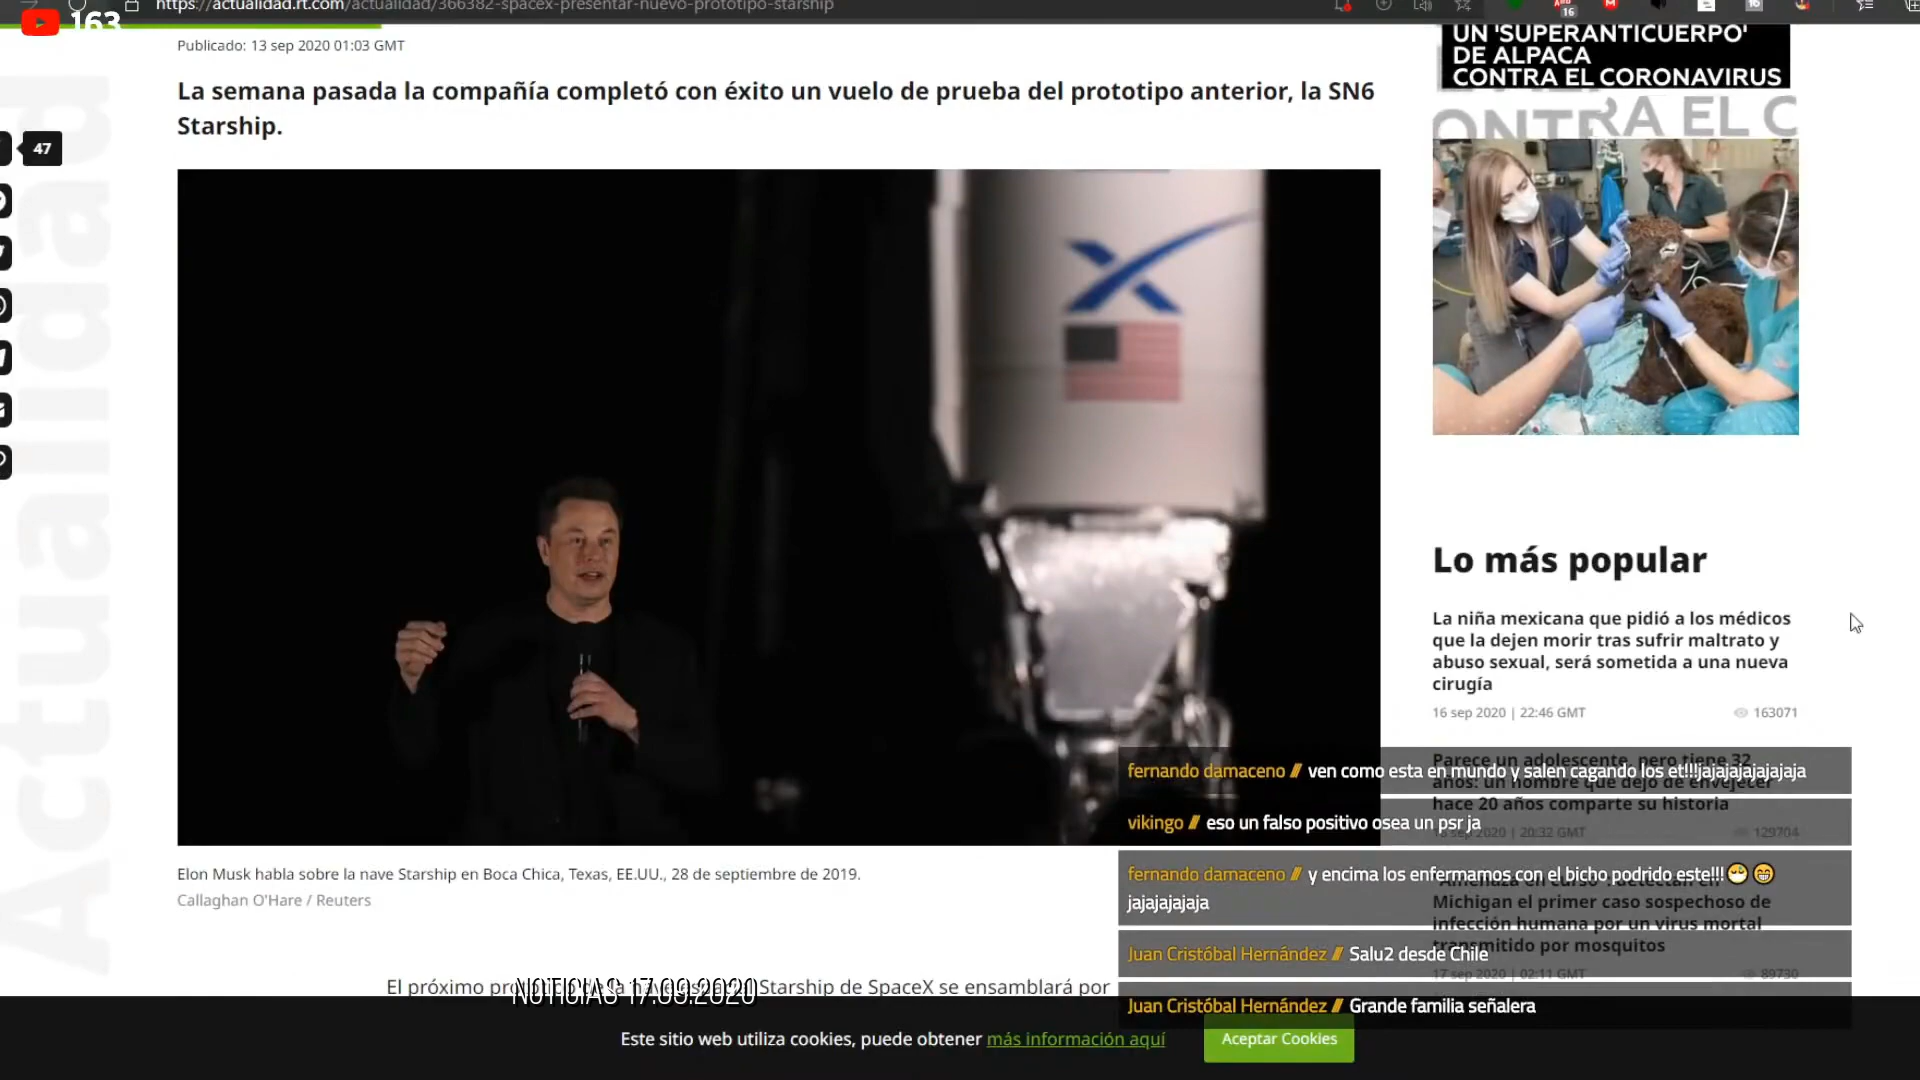 163
https://actualidad.rt.com/actualidad/366382-spacex-presentar-nuevo-prototipo-starship
16
16
Publicado: 13 sep 2020 01:03 GMT
La semana pasada la compañía completó con éxito un vuelo de prueba del prototipo anterior, la SN6
Starship.
47
Actualidad
Elon Musk habla sobre la nave Starship en Boca Chica, Texas, EE.UU., 28 de septiembre de 2019.
Callaghan O'Hare / Reuters
El próximo Starship de SpaceX se ensamblará por
NOTICIAS 17.09.2020
UN 'SUPERANTICUERPO'
DE ALPACA
CONTRA EL CORONAVIRUS
CONTRA EL C
Lo más popular
La niña mexicana que pidió a los médicos
que la dejen morir tras sufrir maltrato y
abuso sexual, será sometida a una nueva
cirugía
16 sep 2020 | 22:46 GMT
163071
Parece un adolescente, pero tiene 32
años: un hombre que dejó de envejecer
hace 20 años comparte su historia
16 sep 2020 | 20:32 GMT
129704
"Amenaza en curso": detectan en
Michigan el primer caso sospechoso de
infección humana por un virus mortal
transmitido por mosquitos
17 sep 2020 | 02:11 GMT
89730
fernando damaceno // ven como esta en mundo y salen cagando los et!!!jajajajajajajaja
vikingo // eso un falso positivo osea un psr ja
fernando damaceno // y encima los enfermamos con el bicho podrido este!!!
jajajajajaja
Juan Cristóbal Hernández // Salu2 desde Chile
Juan Cristóbal Hernández // Grande familia señalera
Este sitio web utiliza cookies, puede obtener más información aquí
Aceptar Cookies